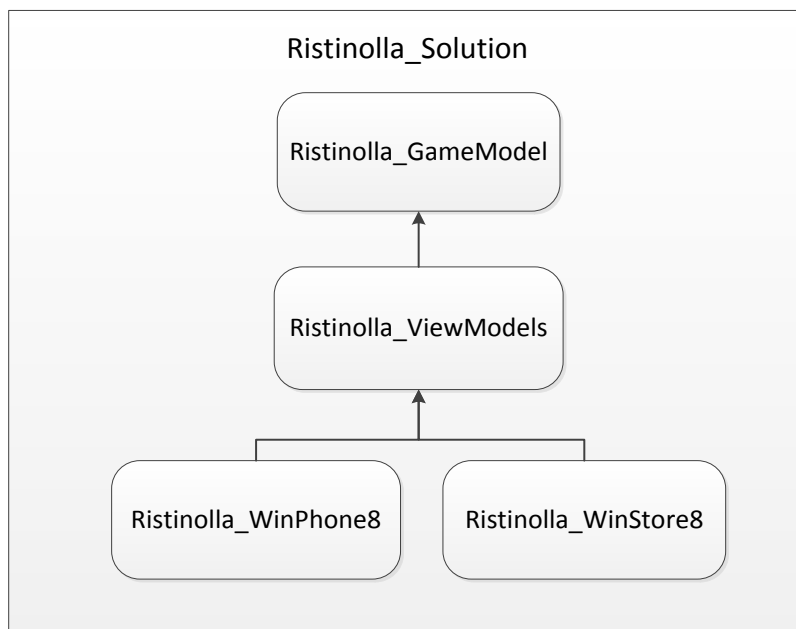 Ristinolla_Solution
Ristinolla_GameModel
Ristinolla_ViewModels
Ristinolla_WinPhone8
Ristinolla_WinStore8